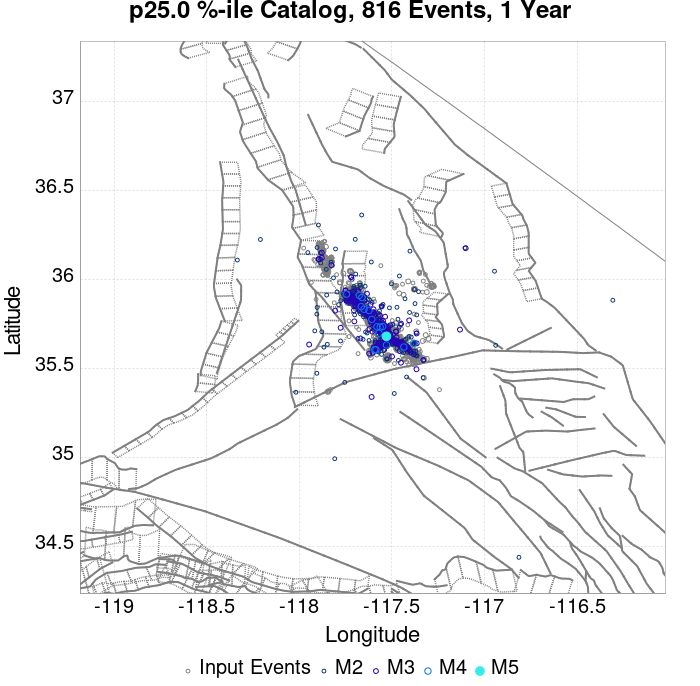 p25.0 %-ile Catalog, 816 Events, 1 Year
Latitude
37
36.5
36
35.5
35
34.5
-119 -118.5 -118 -117.5 -117 -116.5
Longitude
Input Events M2 M3 M4 M5